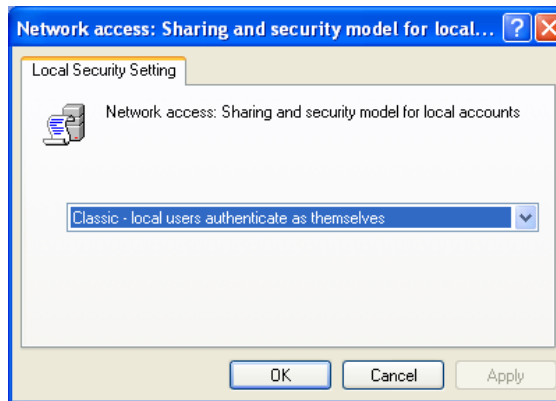 Network access: Sharing and security model for local...
Local Security Setting
Network access: Sharing and security model for local accounts
Classic - local users authenticate as themselves
OK Cancel Apply